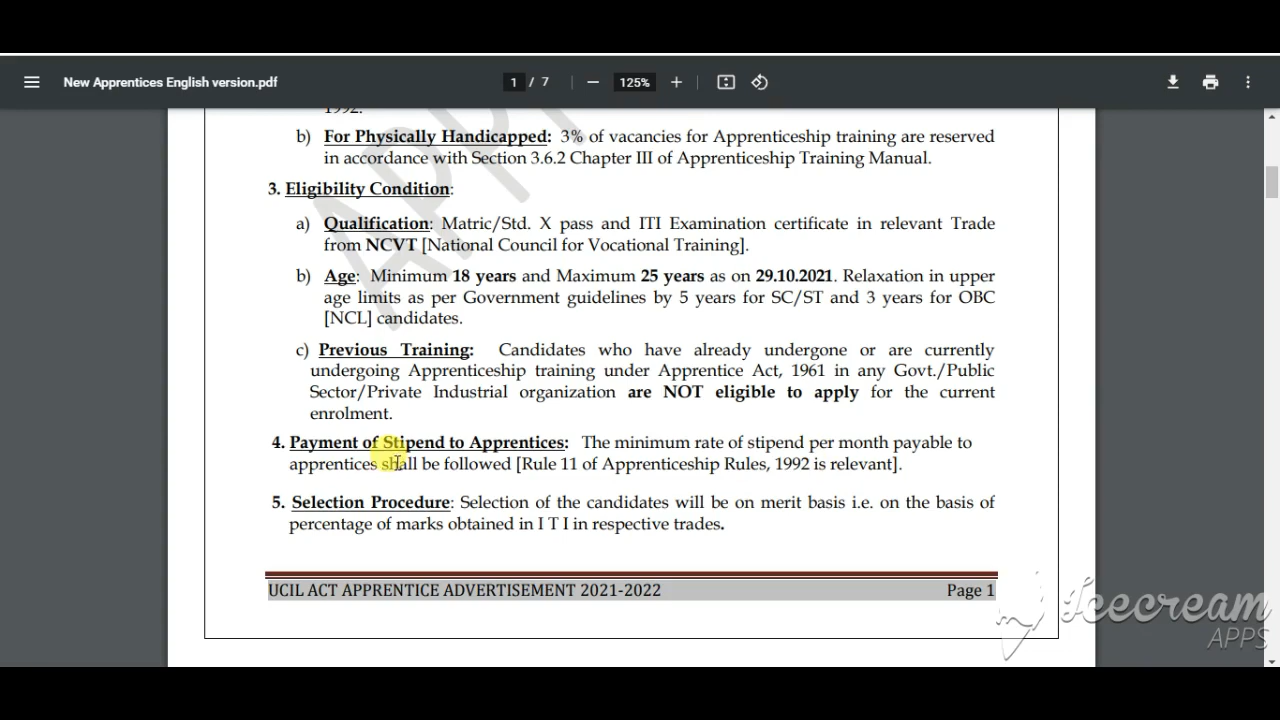 New Apprentices English version.pdf
1 / 7
125%
1992.
b) For Physically Handicapped: 3% of vacancies for Apprenticeship training are reserved
in accordance with Section 3.6.2 Chapter III of Apprenticeship Training Manual.
3. Eligibility Condition:
a) Qualification: Matric/Std. X pass and ITI Examination certificate in relevant Trade
from NCVT [National Council for Vocational Training].
b) Age: Minimum 18 years and Maximum 25 years as on 29.10.2021. Relaxation in upper
age limits as per Government guidelines by 5 years for SC/ST and 3 years for OBC
[NCL] candidates.
c) Previous Training: Candidates who have already undergone or are currently
undergoing Apprenticeship training under Apprentice Act, 1961 in any Govt./Public
Sector/Private Industrial organization are NOT eligible to apply for the current
enrolment.
4. Payment of Stipend to Apprentices: The minimum rate of stipend per month payable to
apprentices shall be followed [Rule 11 of Apprenticeship Rules, 1992 is relevant].
5. Selection Procedure: Selection of the candidates will be on merit basis i.e. on the basis of
percentage of marks obtained in I T I in respective trades.
UCIL ACT APPRENTICE ADVERTISEMENT 2021-2022 Page 1
Icecream
APPS